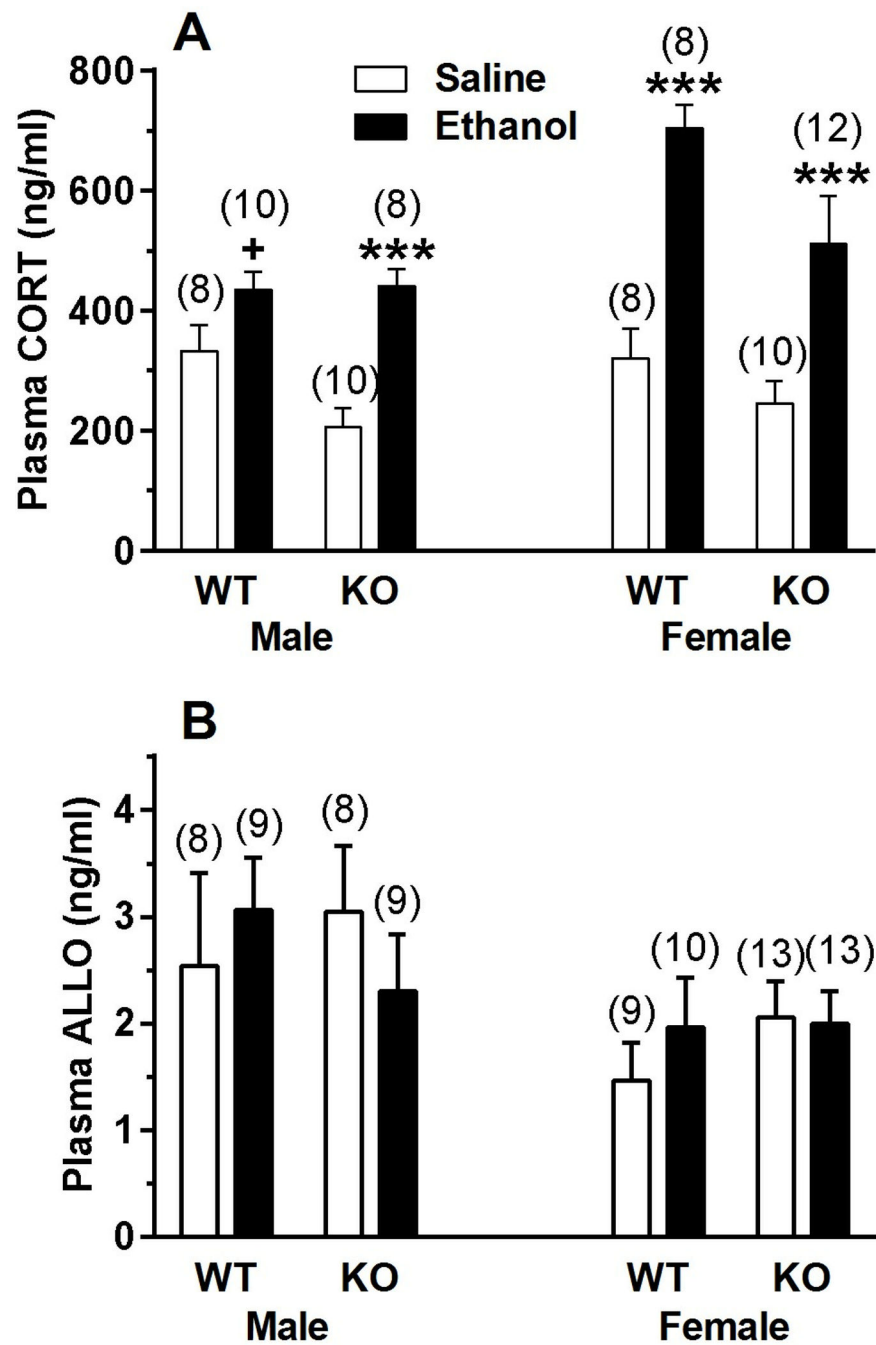 A
Plasma CORT (ng/ml)
800
600
400
200
0
Saline
Ethanol
(8)
(10)
+
(10)
(8)
***
(8)
(8)
***
(10)
(12)
***
WT KO WT KO
Male Female
B
Plasma ALLO (ng/ml)
4
3
2
1
0
(8) (9) (8) (9) (9) (10) (13) (13)
WT KO WT KO
Male Female